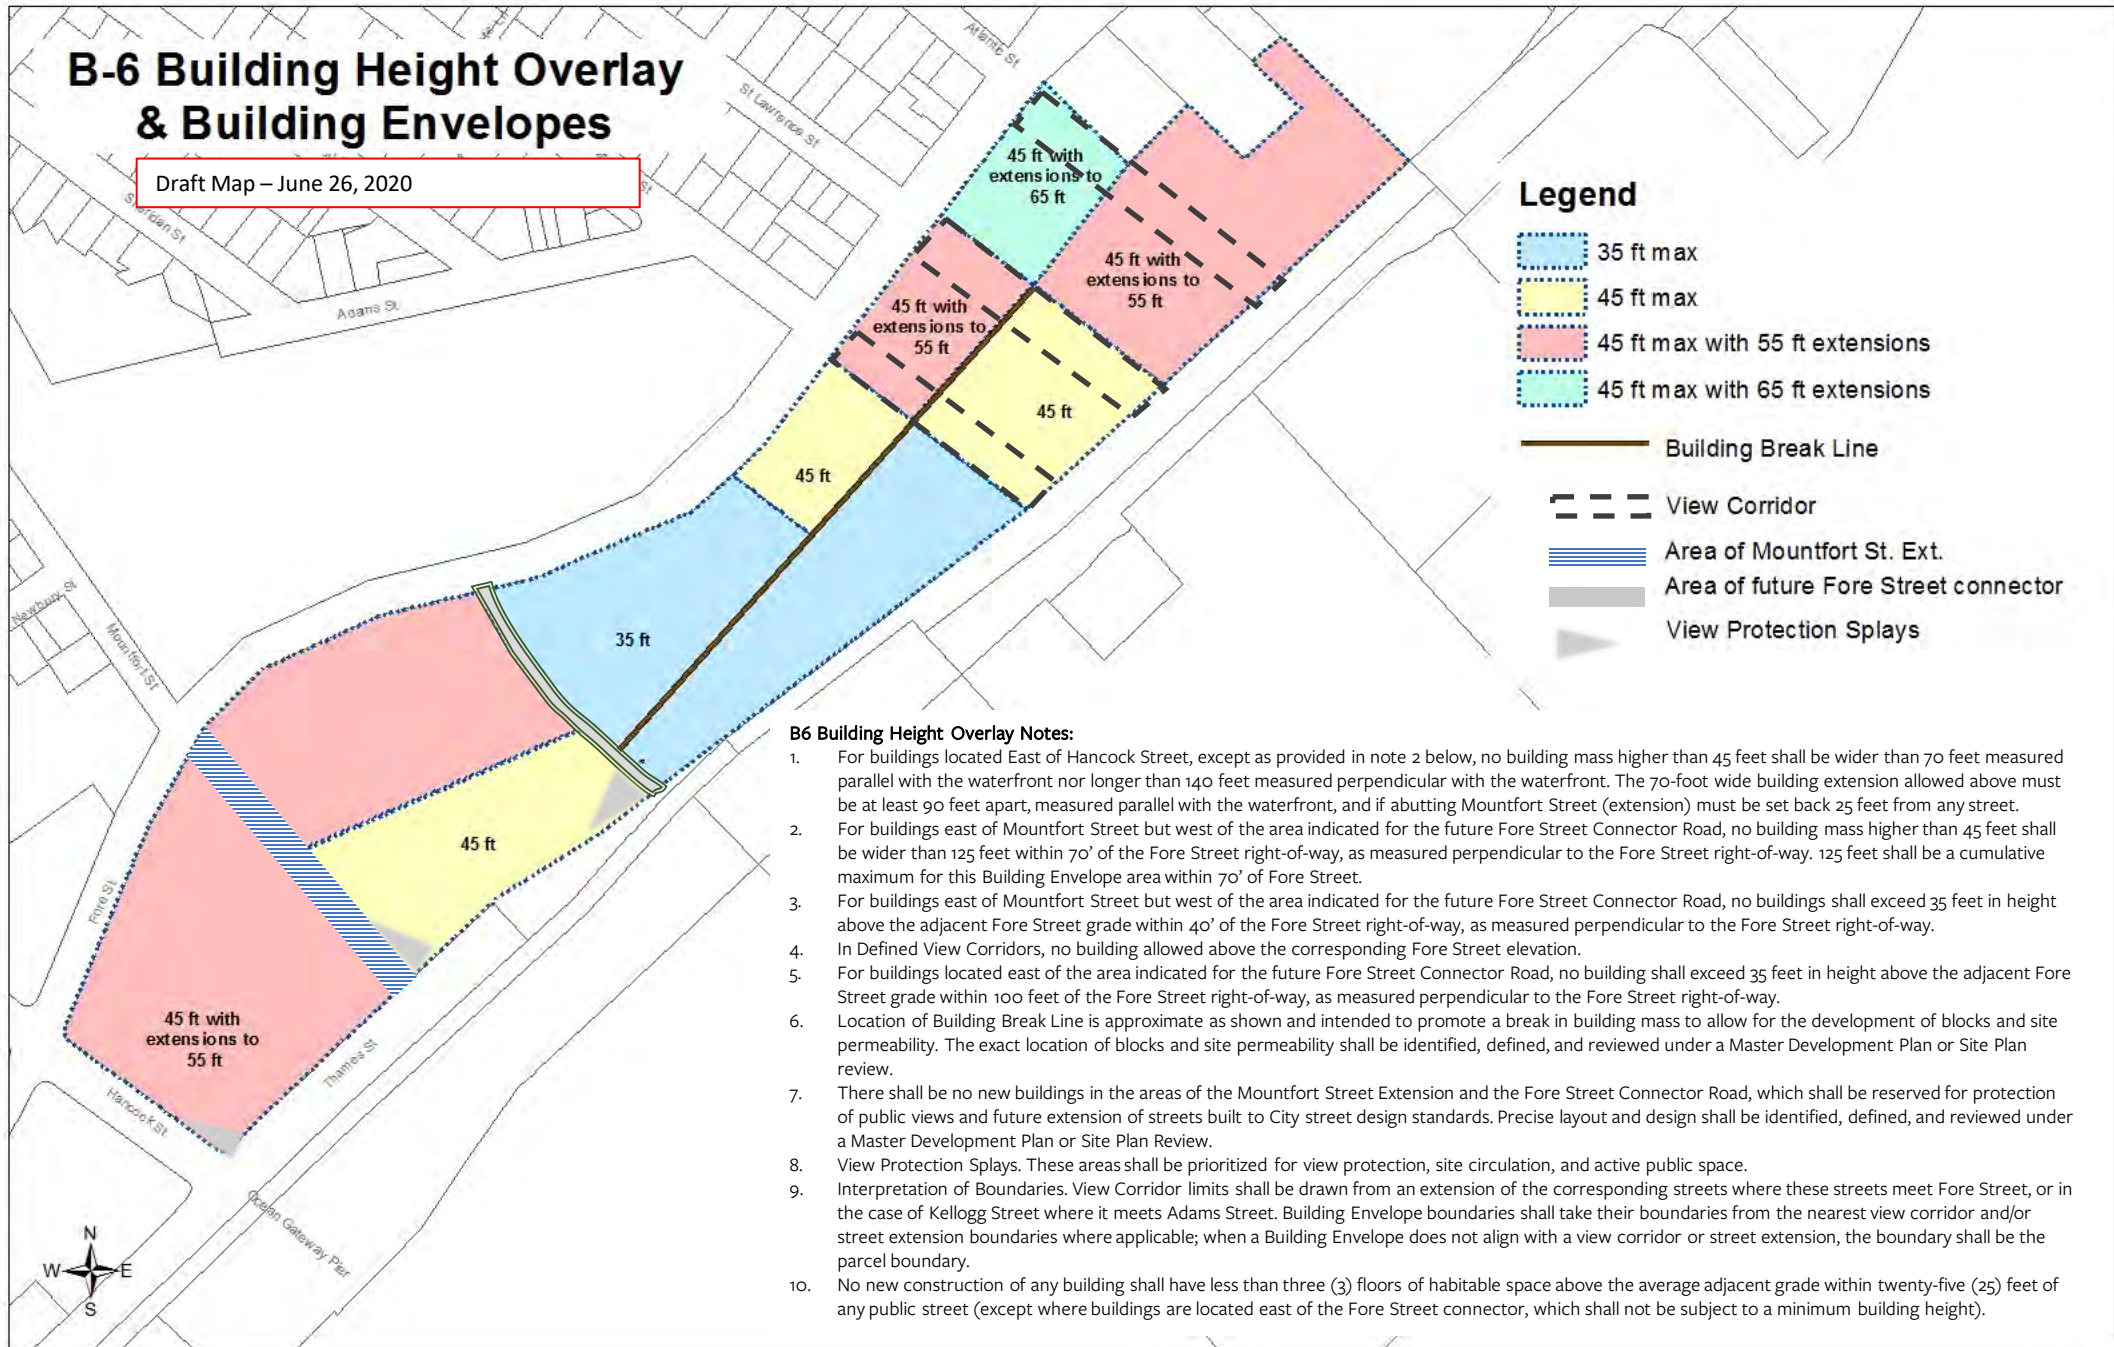 B-6 Building Height Overlay
& Building Envelopes
Draft Map – June 26, 2020
Atlantic St
St Lawrence St
St
Sheridan St
Adams St
Newbury St
Mountfort St
Fore St
Hancock St
Thames St
Ocean Gateway Pier
45 ft with
extensions to
65 ft
45 ft with
extensions to
55 ft
45 ft with
extensions to
55 ft
45 ft
45 ft
35 ft
45 ft
45 ft with
extensions to
55 ft
N
W
E
S
Legend
35 ft max
45 ft max
45 ft max with 55 ft extensions
45 ft max with 65 ft extensions
Building Break Line
View Corridor
Area of Mountfort St. Ext.
Area of future Fore Street connector
View Protection Splays
B6 Building Height Overlay Notes:
1. For buildings located East of Hancock Street, except as provided in note 2 below, no building mass higher than 45 feet shall be wider than 70 feet measured
parallel with the waterfront nor longer than 140 feet measured perpendicular with the waterfront. The 70-foot wide building extension allowed above must
be at least 90 feet apart, measured parallel with the waterfront, and if abutting Mountfort Street (extension) must be set back 25 feet from any street.
2. For buildings east of Mountfort Street but west of the area indicated for the future Fore Street Connector Road, no building mass higher than 45 feet shall
be wider than 125 feet within 70’ of the Fore Street right-of-way, as measured perpendicular to the Fore Street right-of-way. 125 feet shall be a cumulative
maximum for this Building Envelope area within 70’ of Fore Street.
3. For buildings east of Mountfort Street but west of the area indicated for the future Fore Street Connector Road, no buildings shall exceed 35 feet in height
above the adjacent Fore Street grade within 40’ of the Fore Street right-of-way, as measured perpendicular to the Fore Street right-of-way.
4. In Defined View Corridors, no building allowed above the corresponding Fore Street elevation.
5. For buildings located east of the area indicated for the future Fore Street Connector Road, no building shall exceed 35 feet in height above the adjacent Fore
Street grade within 100 feet of the Fore Street right-of-way, as measured perpendicular to the Fore Street right-of-way.
6. Location of Building Break Line is approximate as shown and intended to promote a break in building mass to allow for the development of blocks and site
permeability. The exact location of blocks and site permeability shall be identified, defined, and reviewed under a Master Development Plan or Site Plan
review.
7. There shall be no new buildings in the areas of the Mountfort Street Extension and the Fore Street Connector Road, which shall be reserved for protection
of public views and future extension of streets built to City street design standards. Precise layout and design shall be identified, defined, and reviewed under
a Master Development Plan or Site Plan Review.
8. View Protection Splays. These areas shall be prioritized for view protection, site circulation, and active public space.
9. Interpretation of Boundaries. View Corridor limits shall be drawn from an extension of the corresponding streets where these streets meet Fore Street, or in
the case of Kellogg Street where it meets Adams Street. Building Envelope boundaries shall take their boundaries from the nearest view corridor and/or
street extension boundaries where applicable; when a Building Envelope does not align with a view corridor or street extension, the boundary shall be the
parcel boundary.
10. No new construction of any building shall have less than three (3) floors of habitable space above the average adjacent grade within twenty-five (25) feet of
any public street (except where buildings are located east of the Fore Street connector, which shall not be subject to a minimum building height).